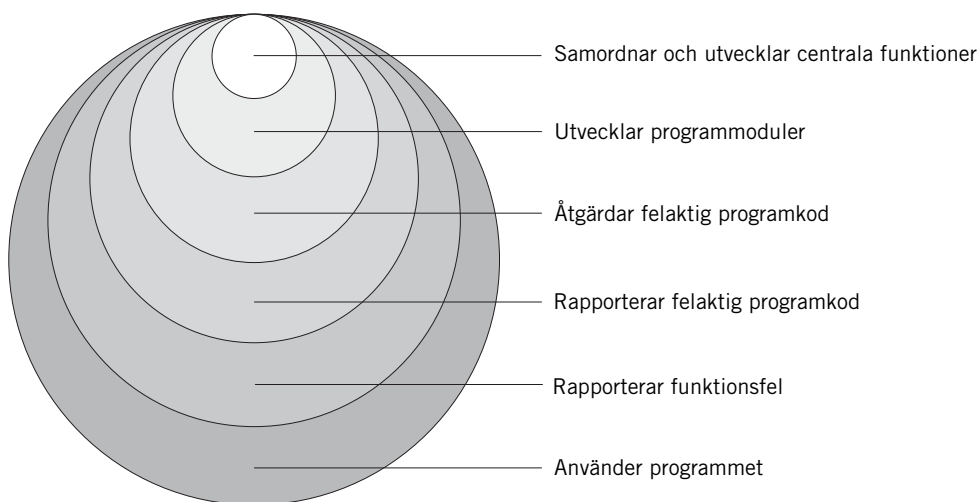 Samordnar och utvecklar centrala funktioner
Utvecklar programmoduler
Åtgärdar felaktig programkod
Rapporterar felaktig programkod
Rapporterar funktionsfel
Använder programmet